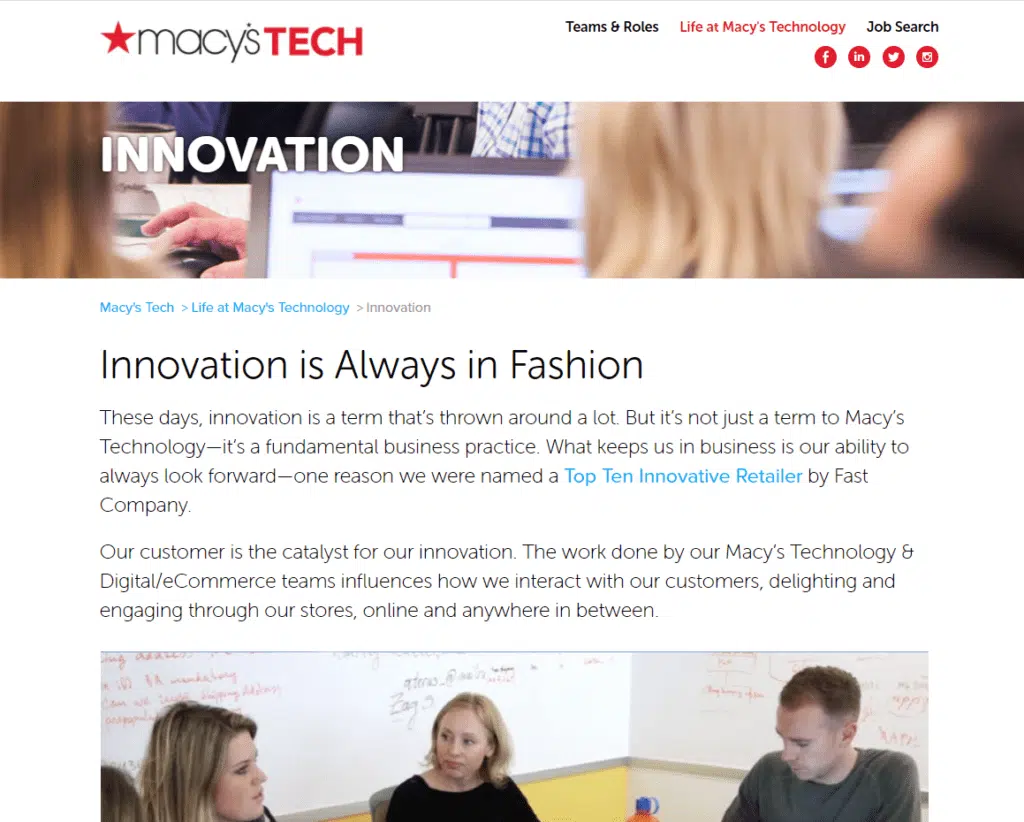 macy's TECH
Teams & Roles Life at Macy's Technology Job Search
INNOVATION
Macy's Tech > Life at Macy's Technology > Innovation
Innovation is Always in Fashion
These days, innovation is a term that's thrown around a lot. But it's not just a term to Macy's
Technology—it's a fundamental business practice. What keeps us in business is our ability to
always look forward—one reason we were named a Top Ten Innovative Retailer by Fast
Company.
Our customer is the catalyst for our innovation. The work done by our Macy's Technology &
Digital/eCommerce teams influences how we interact with our customers, delighting and
engaging through our stores, online and anywhere in between.